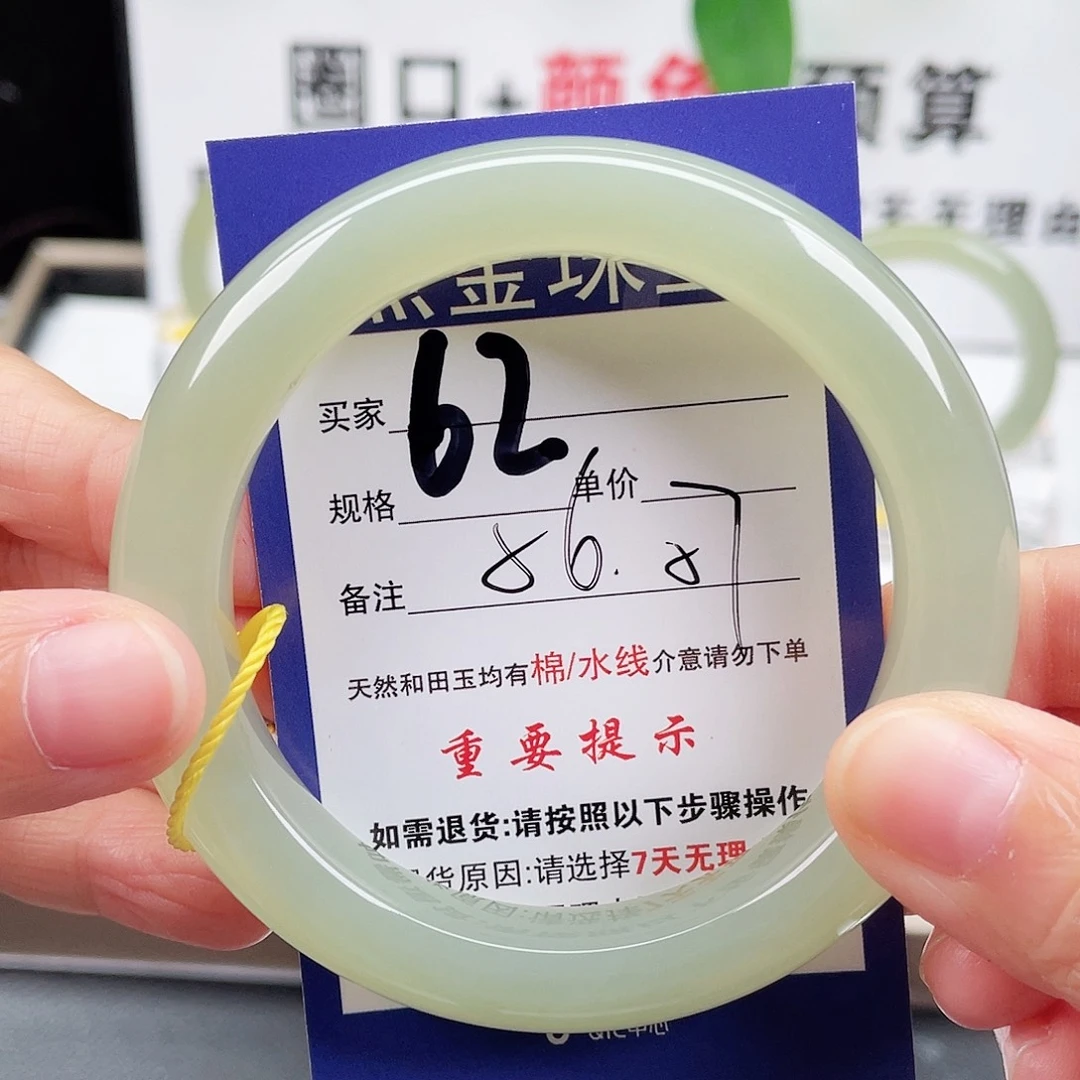 圈口+颜色 预算
天无理由
金珠宝
买家 62
规格 单价
备注 86.87
天然和田玉均有棉/水线介意请勿下单
重要提示
如需退货:请按照以下步骤操作
货原因:请选择7天无理